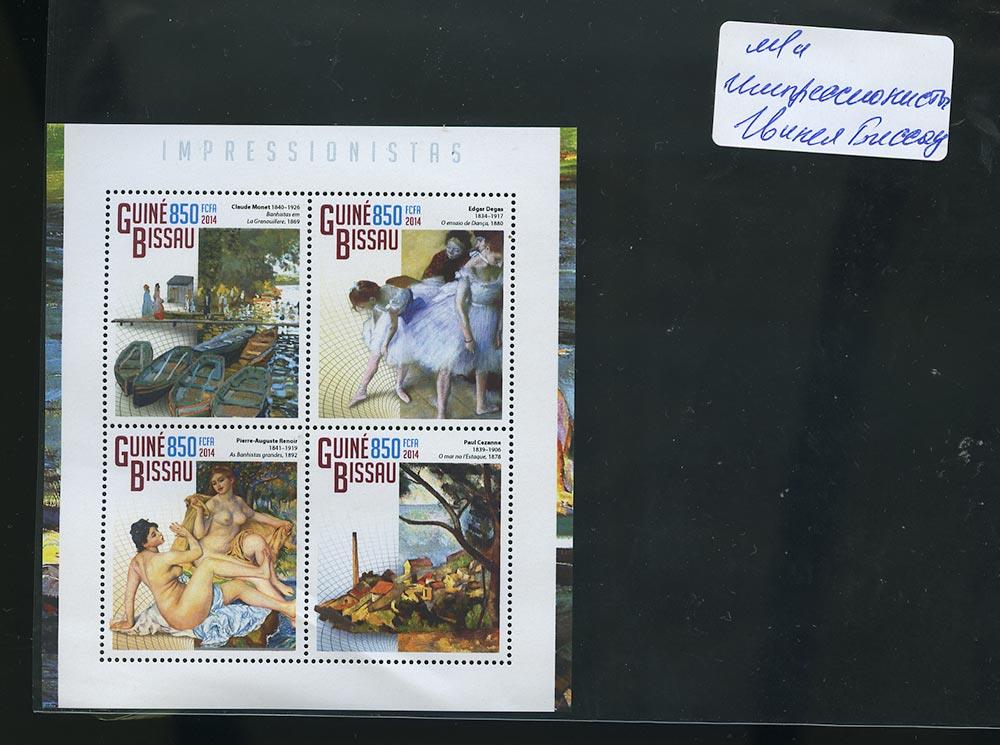 м/л
Импрессионисты
Гвинея Биссау
IMPRESSIONISTAS
GUINÉ 850 FCFA
BISSAU 2014
Claude Monet 1840–1926
Banhistas em
La Grenouillere, 1869
GUINÉ 850 FCFA
BISSAU 2014
Edgar Degas
1834–1917
O ensaio de Dança, 1880
GUINÉ 850 FCFA
BISSAU 2014
Pierre-Auguste Renoir
1841–1919
As Banhistas grandes, 1892
GUINÉ 850 FCFA
BISSAU 2014
Paul Cezanne
1839–1906
O mar na l'Estaque, 1878